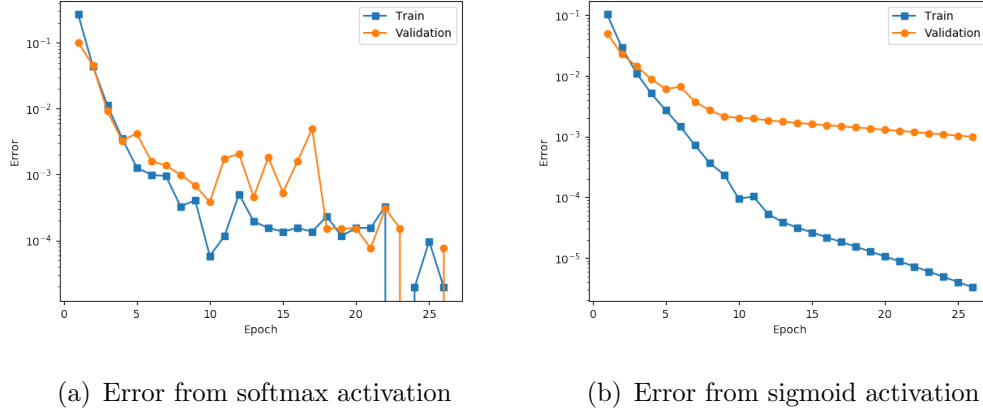 Train
Validation
10⁻¹
10⁻²
10⁻³
10⁻⁴
Error
0 5 10 15 20 25
Epoch
(a) Error from softmax activation
Train
Validation
10⁻¹
10⁻²
10⁻³
10⁻⁴
10⁻⁵
Error
0 5 10 15 20 25
Epoch
(b) Error from sigmoid activation